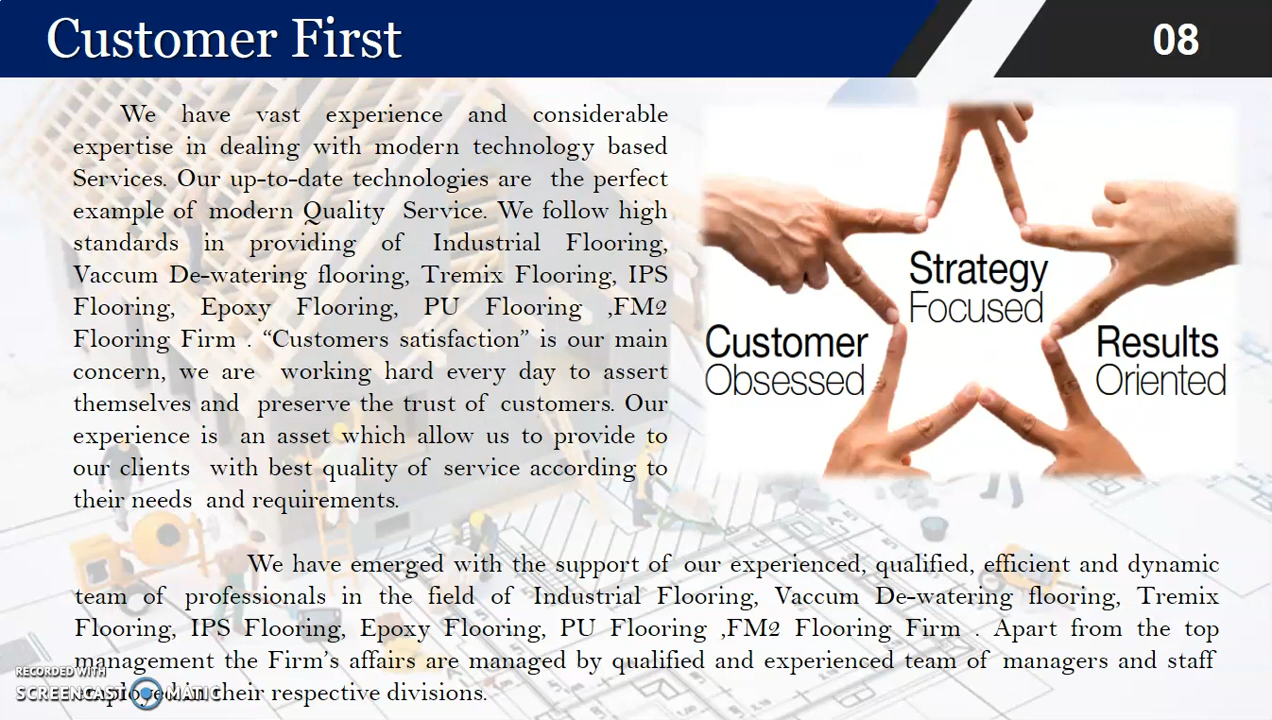 Customer First
08
We have vast experience and considerable
expertise in dealing with modern technology based
Services. Our up-to-date technologies are the perfect
example of modern Quality Service. We follow high
standards in providing of Industrial Flooring,
Vaccum De-watering flooring, Tremix Flooring, IPS
Flooring, Epoxy Flooring, PU Flooring ,FM2
Flooring Firm . “Customers satisfaction” is our main
concern, we are working hard every day to assert
themselves and preserve the trust of customers. Our
experience is an asset which allow us to provide to
our clients with best quality of service according to
their needs and requirements.
Strategy
Focused
Customer
Obsessed
Results
Oriented
We have emerged with the support of our experienced, qualified, efficient and dynamic
team of professionals in the field of Industrial Flooring, Vaccum De-watering flooring, Tremix
Flooring, IPS Flooring, Epoxy Flooring, PU Flooring ,FM2 Flooring Firm . Apart from the top
management the Firm’s affairs are managed by qualified and experienced team of managers and staff
employed in their respective divisions.
RECORDED WITH
SCREENCAST MATIC